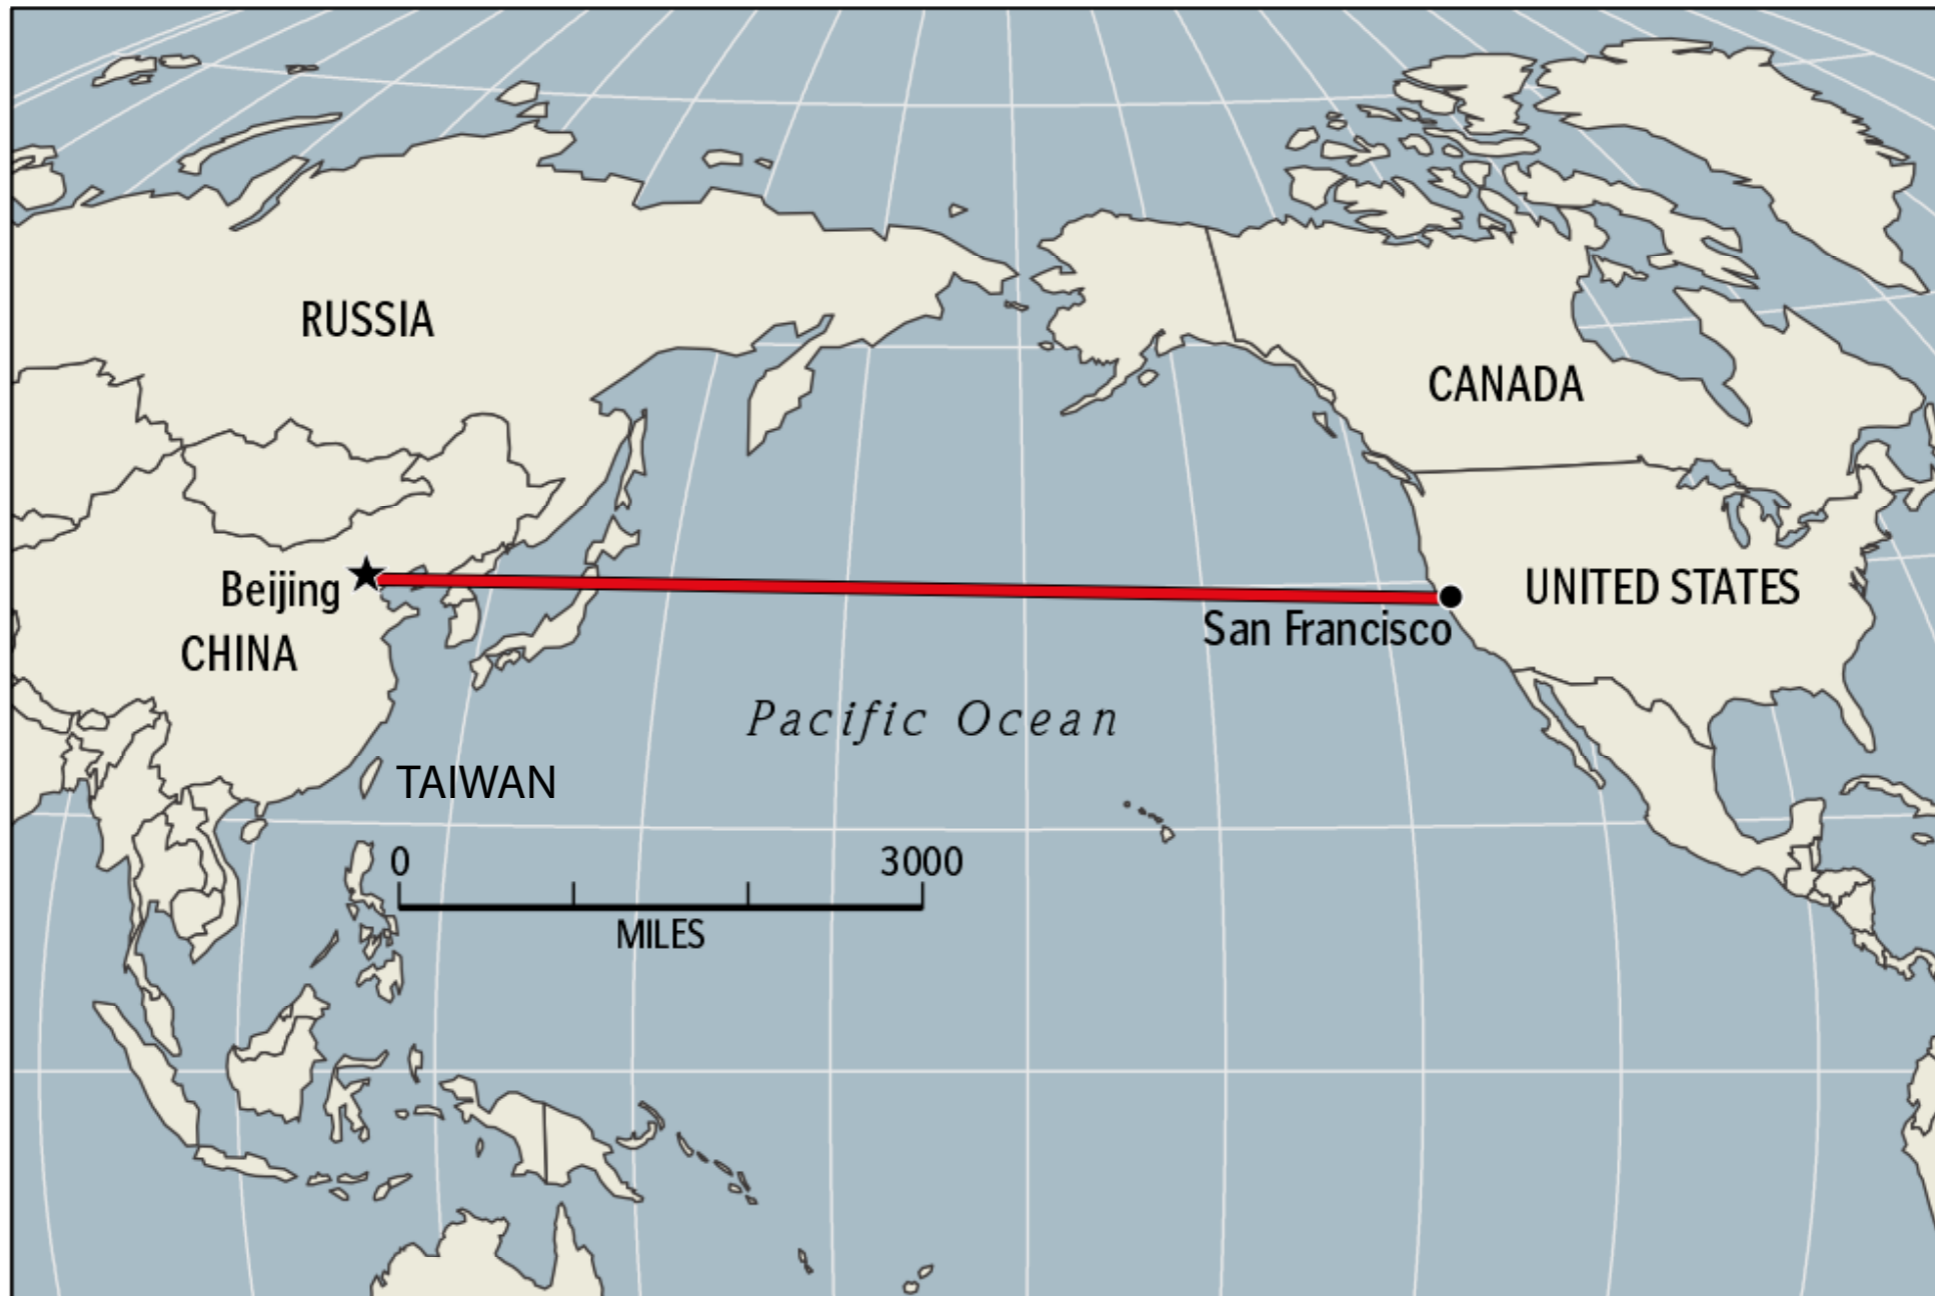 RUSSIA
CANADA
Beijing
UNITED STATES
San Francisco
CHINA
Pacific Ocean
TAIWAN
0 3000
MILES